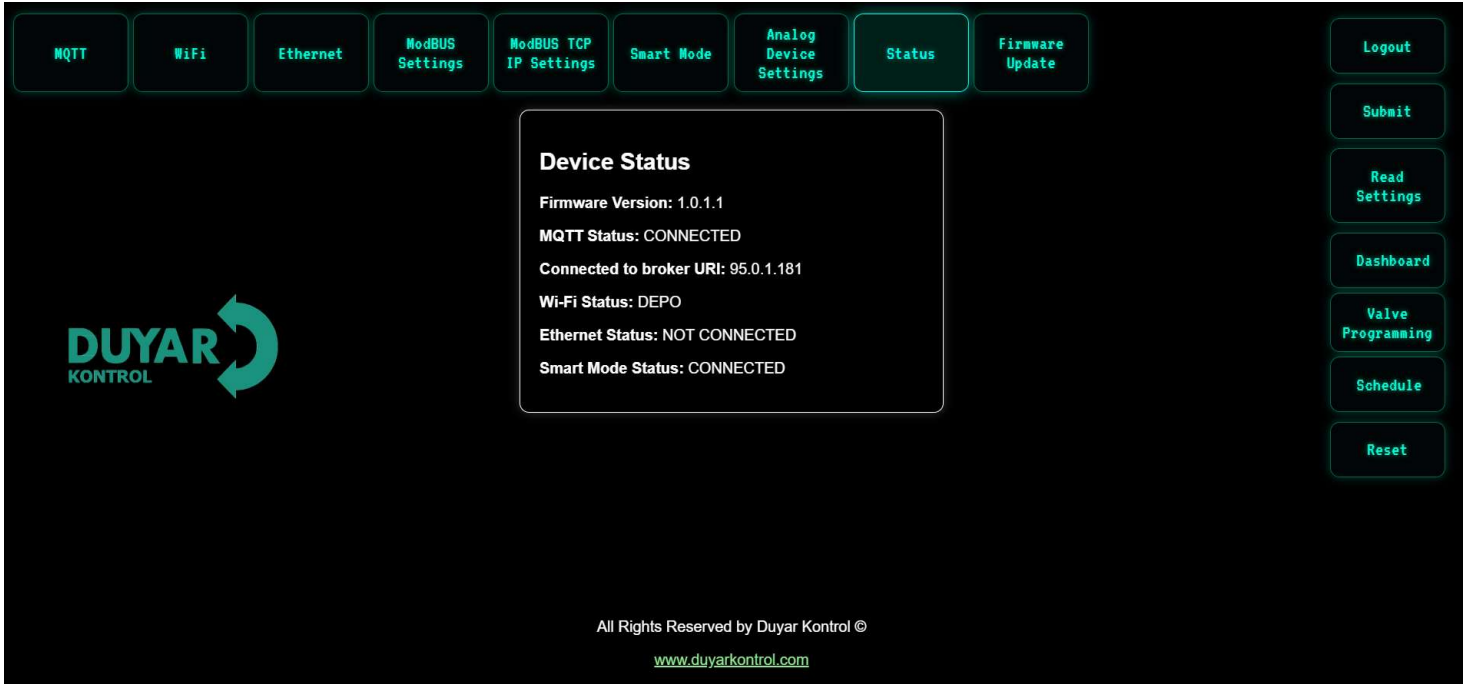 MQTT
WiFi
Ethernet
ModBUS
Settings
ModBUS TCP
IP Settings
Smart Mode
Analog
Device
Settings
Status
Firmware
Update
Logout
Submit
Read
Settings
Dashboard
Valve
Programming
Schedule
Reset
Device Status
Firmware Version: 1.0.1.1
MQTT Status: CONNECTED
Connected to broker URI: 95.0.1.181
Wi-Fi Status: DEPO
Ethernet Status: NOT CONNECTED
Smart Mode Status: CONNECTED
DUYAR
KONTROL
All Rights Reserved by Duyar Kontrol ©
www.duyarkontrol.com